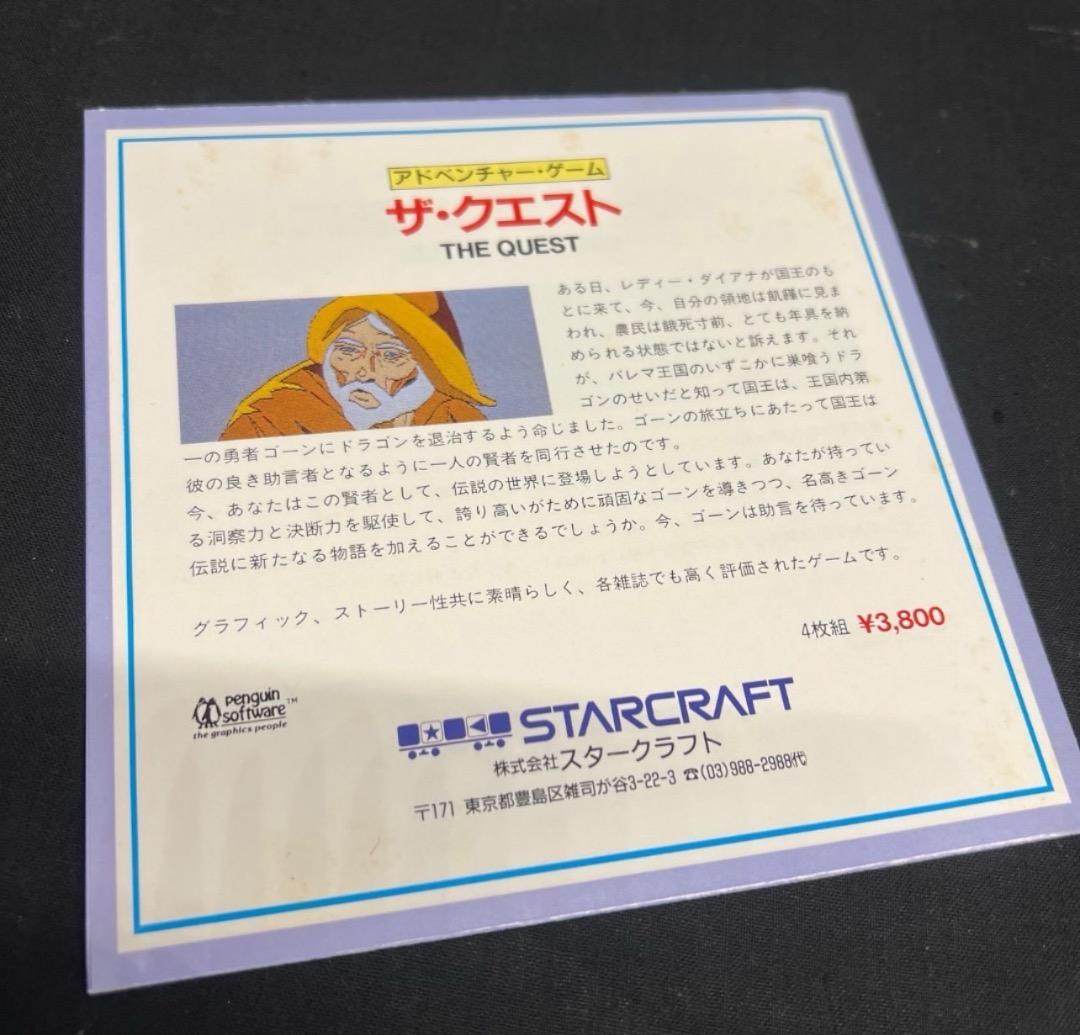 アドベンチャー・ゲーム
ザ・クエスト
THE QUEST
ある日、レディー・ダイアナが国王のも
とに来て、今、自分の領地は飢饉に見ま
われ、農民は餓死寸前、とても年具を納
められる状態ではないと訴えます。それ
が、バレマ王国のいずこかに巣喰うドラ
ゴンのせいだと知って国王は、王国内第
一の勇者ゴーンにドラゴンを退治するよう命じました。ゴーンの旅立ちにあたって国王は
彼の良き助言者となるように一人の賢者を同行させたのです。
今、あなたはこの賢者として、伝説の世界に登場しようとしています。あなたが持ってい
る洞察力と決断力を駆使して、誇り高いがために頑固なゴーンを導きつつ、名高きゴーン
伝説に新たなる物語を加えることができるでしょうか。今、ゴーンは助言を待っています。
グラフィック、ストーリー性共に素晴らしく、各雑誌でも高く評価されたゲームです。
4枚組 ¥3,800
penguin software™
the graphics people
STARCRAFT
株式会社スタークラフト
〒171 東京都豊島区雑司が谷3-22-3 ☎(03)988-2988代